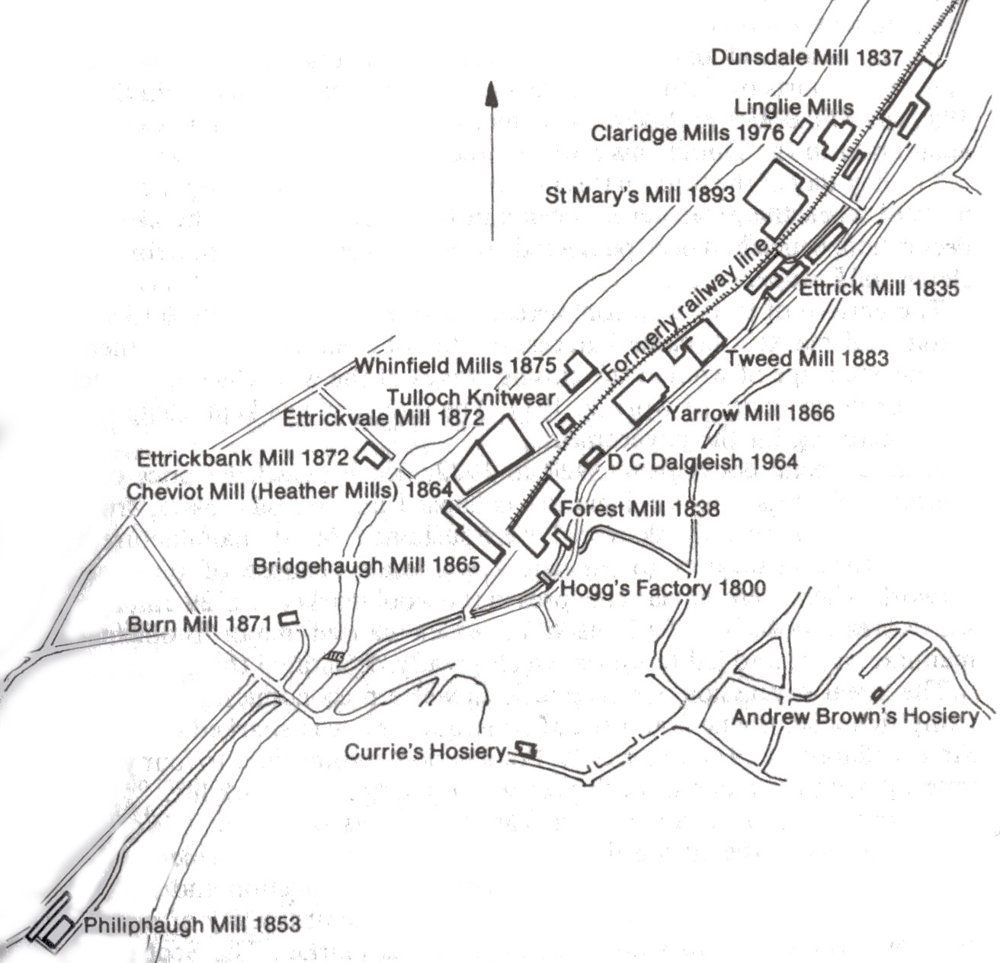 Dunsdale Mill 1837
Linglie Mills
Claridge Mills 1976
St Mary's Mill 1893
Formerly railway line
Ettrick Mill 1835
Tweed Mill 1883
Whinfield Mills 1875
Tulloch Knitwear
Ettrickvale Mill 1872
Yarrow Mill 1866
Ettrickbank Mill 1872
D C Dalgleish 1964
Cheviot Mill (Heather Mills) 1864
Forest Mill 1838
Bridgehaugh Mill 1865
Hogg's Factory 1800
Burn Mill 1871
Andrew Brown's Hosiery
Currie's Hosiery
Philiphaugh Mill 1853